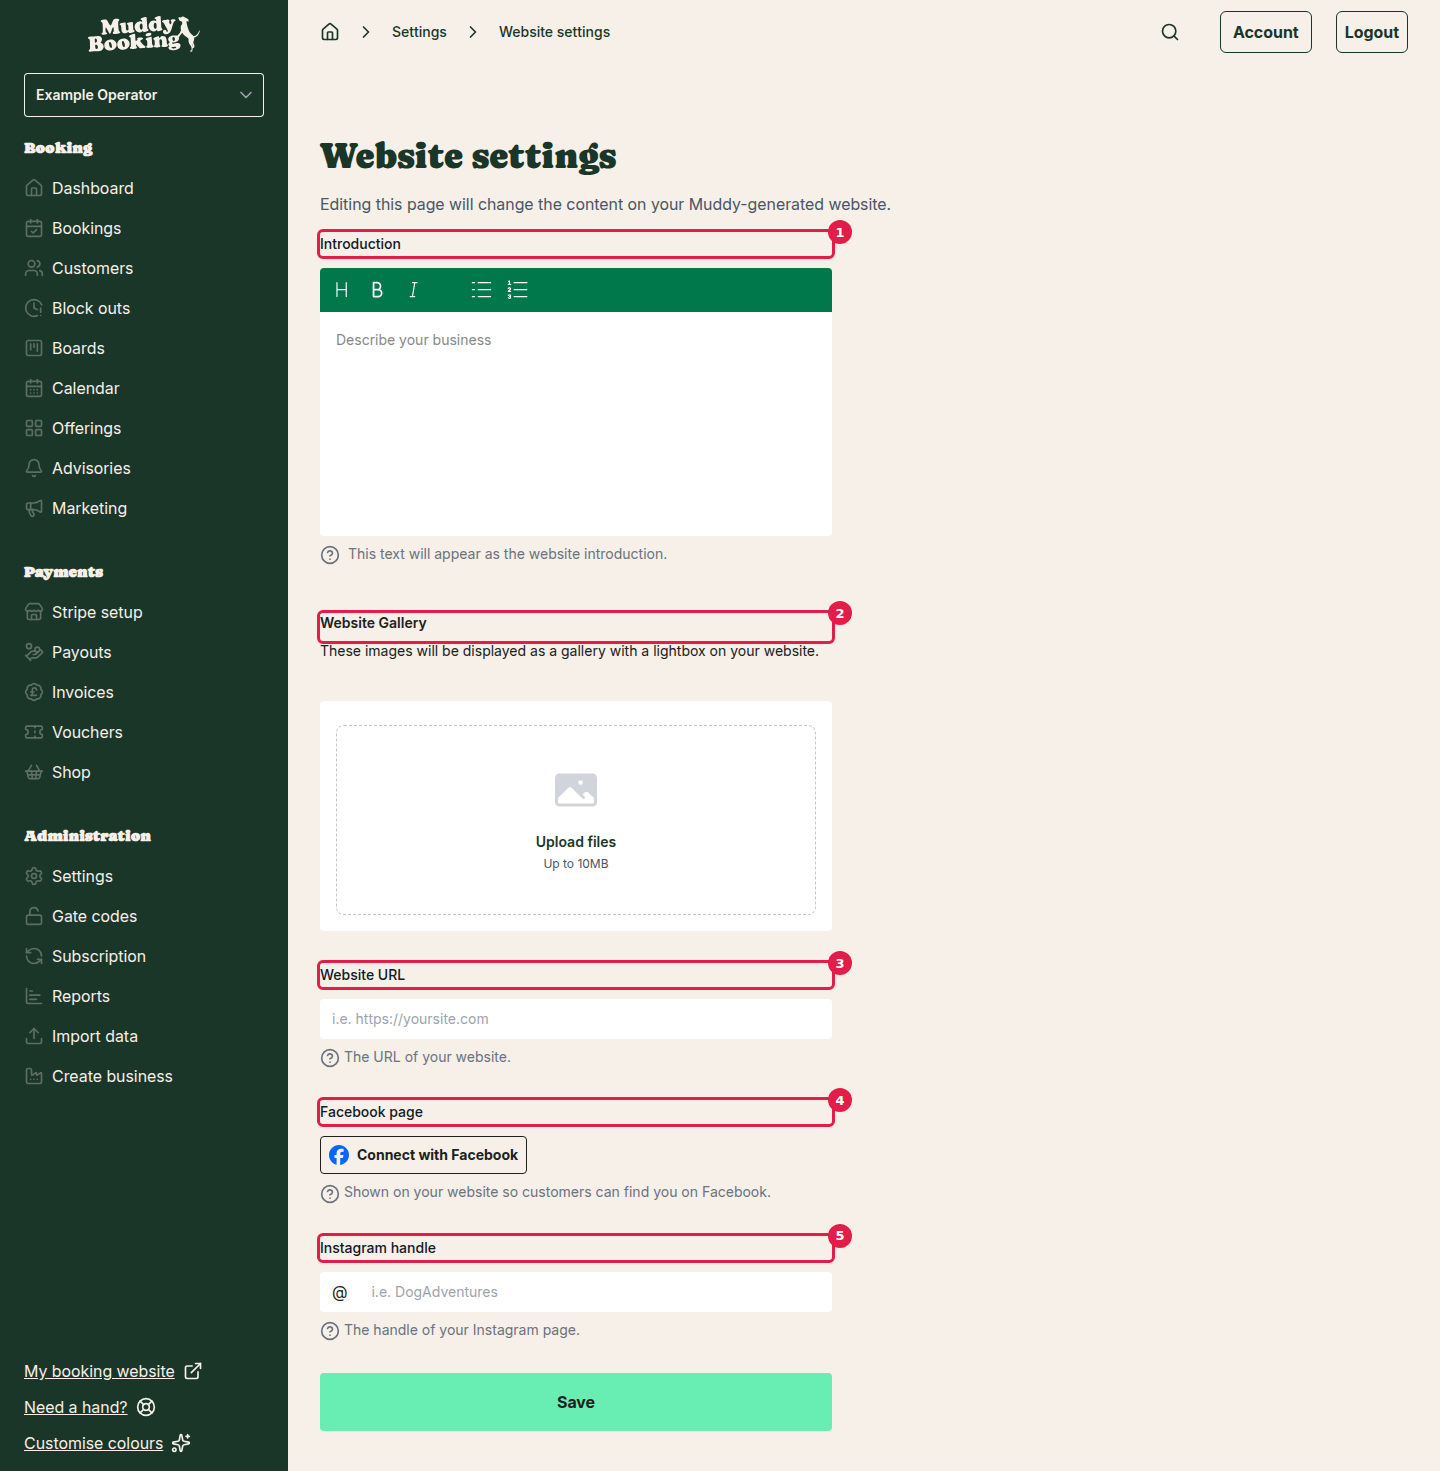 Muddy
Booking
Example Operator
Booking
Dashboard
Bookings
Customers
Block outs
Boards
Calendar
Offerings
Advisories
Marketing
Payments
Stripe setup
Payouts
Invoices
Vouchers
Shop
Administration
Settings
Gate codes
Subscription
Reports
Import data
Create business
My booking website
Need a hand?
Customise colours
Settings
Website settings
Account
Logout
Website settings
Editing this page will change the content on your Muddy-generated website.
Introduction
1
H B I
Describe your business
This text will appear as the website introduction.
Website Gallery
2
These images will be displayed as a gallery with a lightbox on your website.
Upload files
Up to 10MB
Website URL
3
i.e. https://yoursite.com
The URL of your website.
Facebook page
4
Connect with Facebook
Shown on your website so customers can find you on Facebook.
Instagram handle
5
@ i.e. DogAdventures
The handle of your Instagram page.
Save